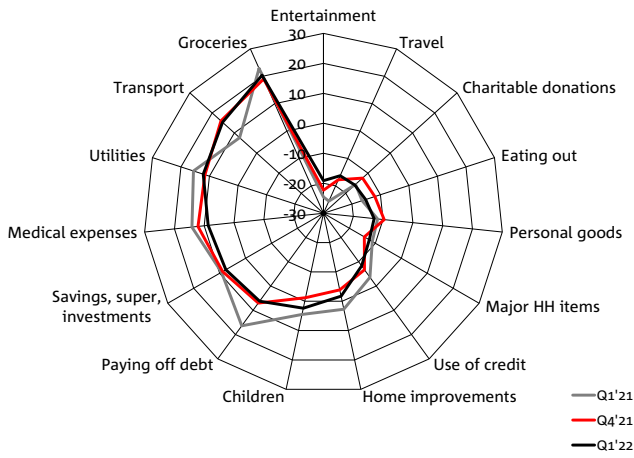 Entertainment
30
20
10
0
-10
-20
-30
Travel
Charitable donations
Eating out
Personal goods
Major HH items
Use of credit
Home improvements
Children
Paying off debt
Savings, super,
investments
Medical expenses
Utilities
Transport
Groceries
Q1'21
Q4'21
Q1'22